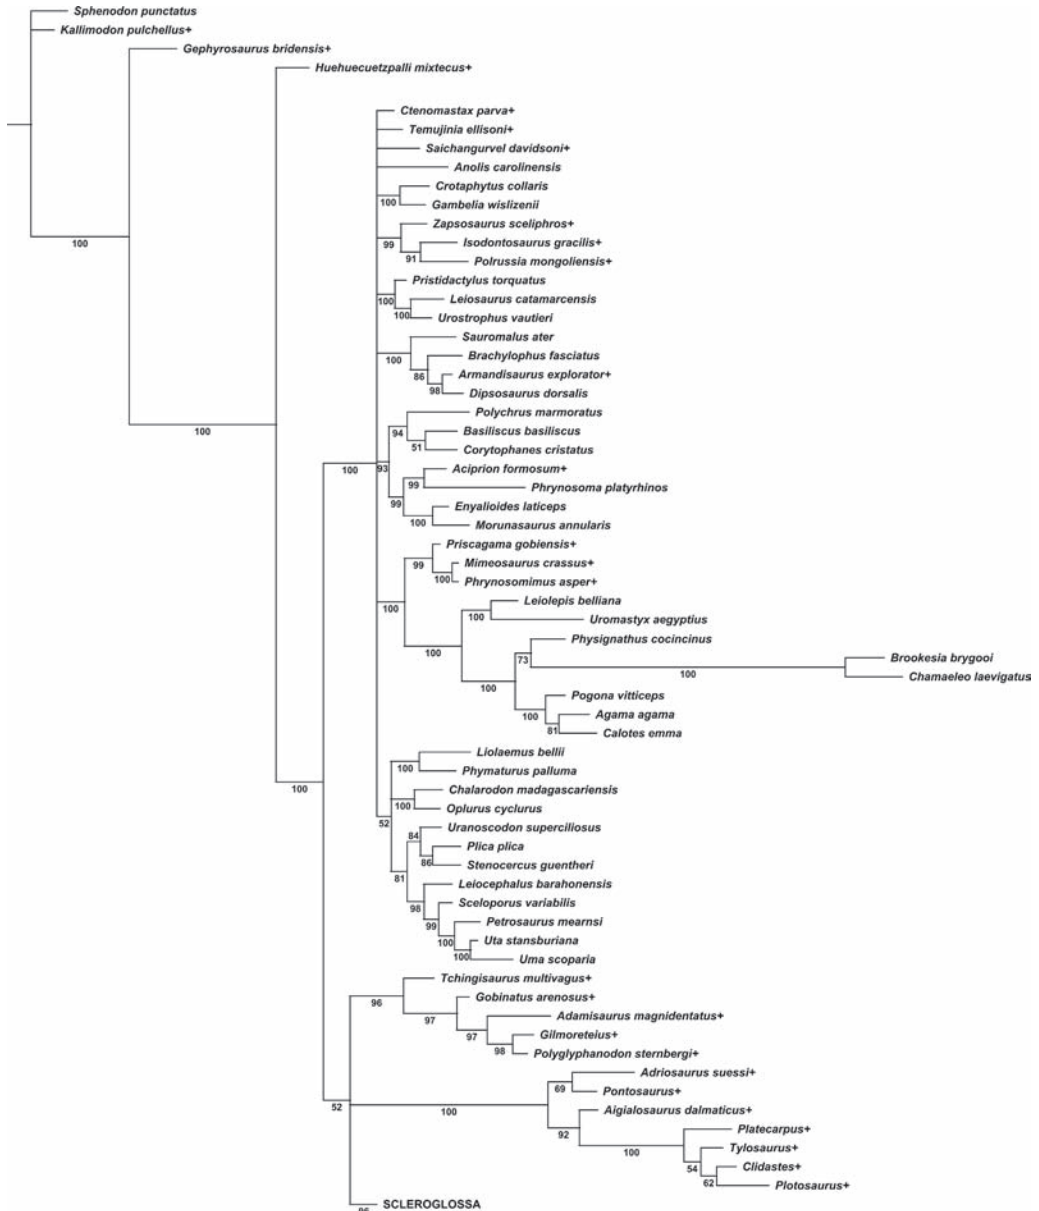 Sphenodon punctatus
Kallimodon pulchellus+
Gephyrosaurus bridensis+
Huehuecuetzpalli mixtecus+
Ctenomastax parva+
Temujinia ellisoni+
Saichangurvel davidsoni+
Anolis carolinensis
Crotaphytus collaris
100
Gambelia wislizenii
Zapsosaurus sceliphros+
100
99
Isodontosaurus gracilis+
91
Polrussia mongoliensis+
Pristidactylus torquatus
100
Leiosaurus catamarcensis
100
Urostrophus vautieri
Sauromalus ater
100
Brachylophus fasciatus
86
Armandisaurus explorator+
98
Dipsosaurus dorsalis
Polychrus marmoratus
100
94
Basiliscus basiliscus
51
Corytophanes cristatus
100
93
Aciprion formosum+
99
Phrynosoma platyrhinos
99
Enyalioides laticeps
100
Morunasaurus annularis
Priscagama gobiensis+
99
Mimeosaurus crassus+
100
Phrynosomimus asper+
Leiolepis belliana
100
100
Uromastyx aegyptius
Physignathus cocincinus
100
73
Brookesia brygooi
100
Chamaeleo laevigatus
100
Pogona vitticeps
100
Agama agama
81
Calotes emma
Liolaemus bellii
100
Phymaturus palluma
100
Chalarodon madagascariensis
100
Oplurus cyclurus
52
Uranoscodon superciliosus
84
Plica plica
86
Stenocercus guentheri
81
Leiocephalus barahonensis
98
Sceloporus variabilis
99
Petrosaurus mearnsi
100
Uta stansburiana
100
Uma scoparia
Tchingisaurus multivagus+
96
Gobinatus arenosus+
97
Adamisaurus magnidentatus+
97
Gilmoreteius+
98
Polyglyphanodon sternbergi+
Adriosaurus suessi+
69
Pontosaurus+
52
100
Aigialosaurus dalmaticus+
92
Platecarpus+
100
Tylosaurus+
54
Clidastes+
62
Plotosaurus+
SCLEROGLOSSA
96